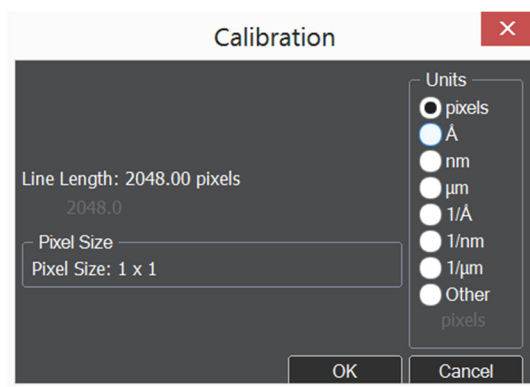 Calibration
Line Length: 2048.00 pixels
2048.0
Pixel Size
Pixel Size: 1 x 1
Units
pixels
Å
nm
µm
1/Å
1/nm
1/µm
Other
pixels
OK
Cancel